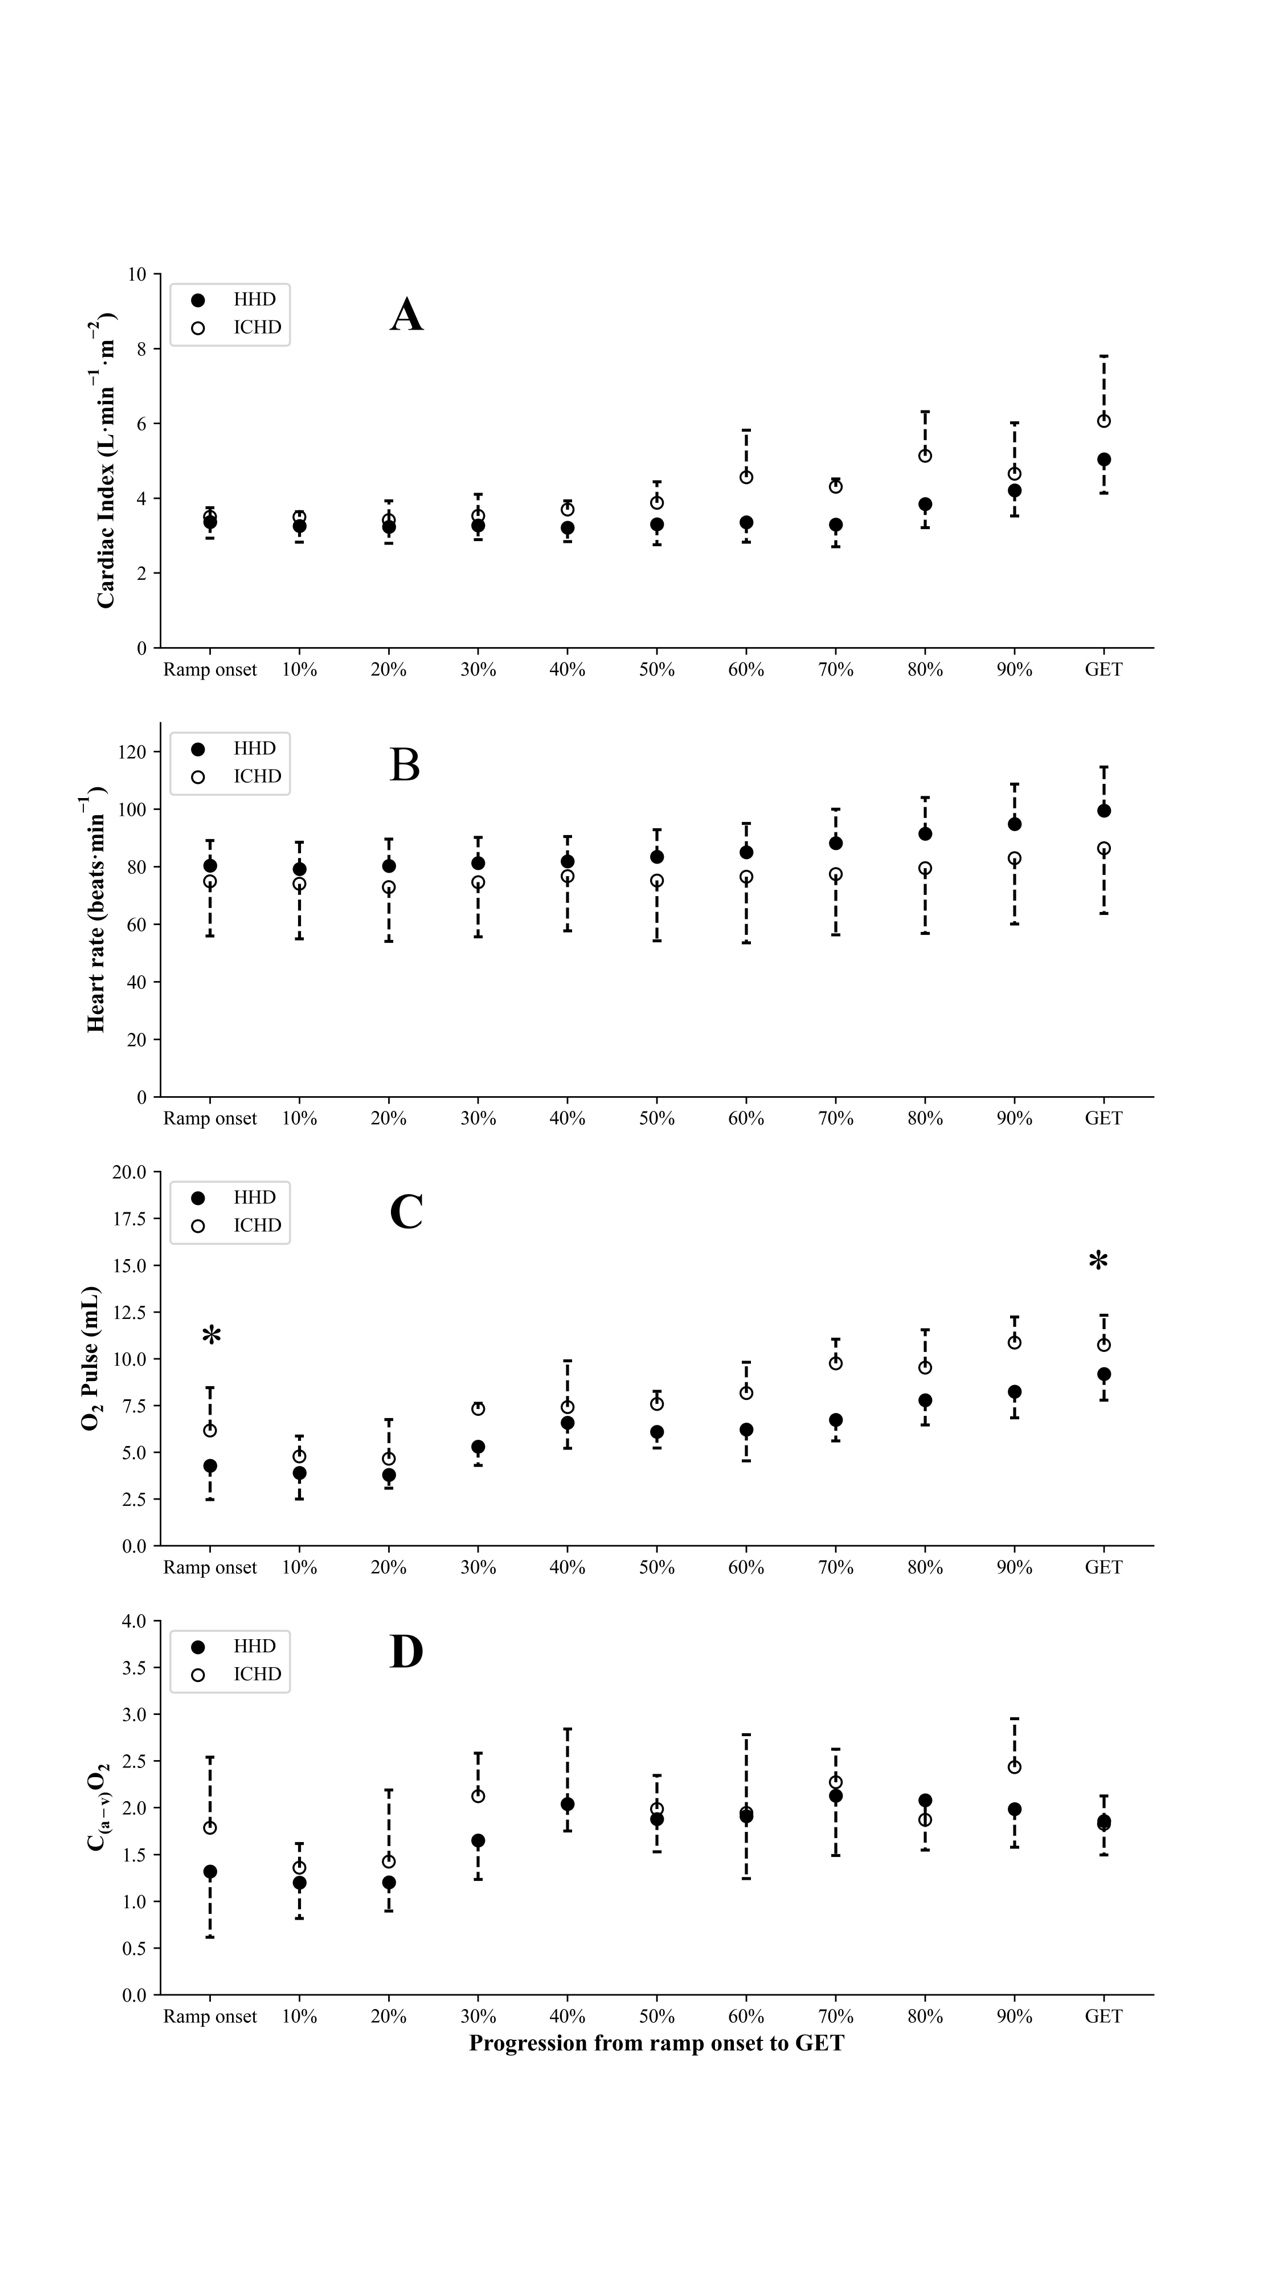 A
HHD
ICHD
Cardiac Index (L·min⁻¹·m⁻²)
10
8
6
4
2
0
Ramp onset 10% 20% 30% 40% 50% 60% 70% 80% 90% GET
B
HHD
ICHD
Heart rate (beats·min⁻¹)
120
100
80
60
40
20
0
Ramp onset 10% 20% 30% 40% 50% 60% 70% 80% 90% GET
C
HHD
ICHD
O₂ Pulse (mL)
20.0
17.5
15.0
12.5
10.0
7.5
5.0
2.5
0.0
*
*
Ramp onset 10% 20% 30% 40% 50% 60% 70% 80% 90% GET
D
HHD
ICHD
C(a−v)O₂
4.0
3.5
3.0
2.5
2.0
1.5
1.0
0.5
0.0
Ramp onset 10% 20% 30% 40% 50% 60% 70% 80% 90% GET
Progression from ramp onset to GET